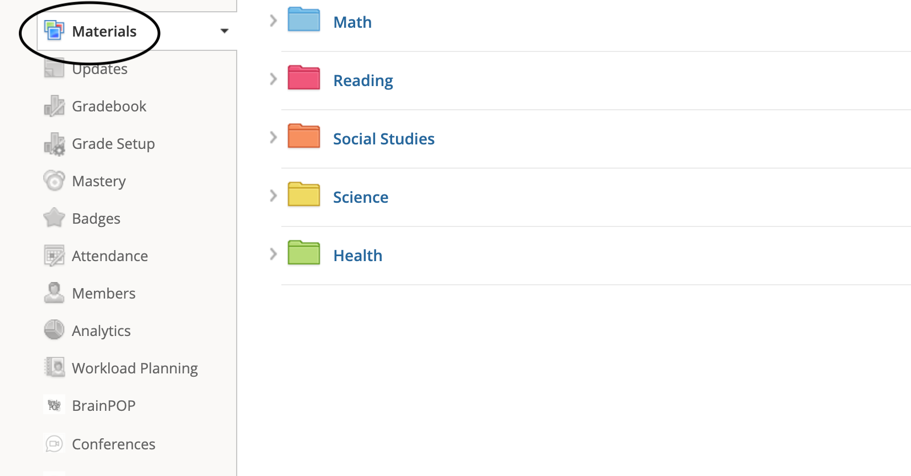 Materials
Updates
Gradebook
Grade Setup
Mastery
Badges
Attendance
Members
Analytics
Workload Planning
BrainPOP
Conferences
Math
Reading
Social Studies
Science
Health